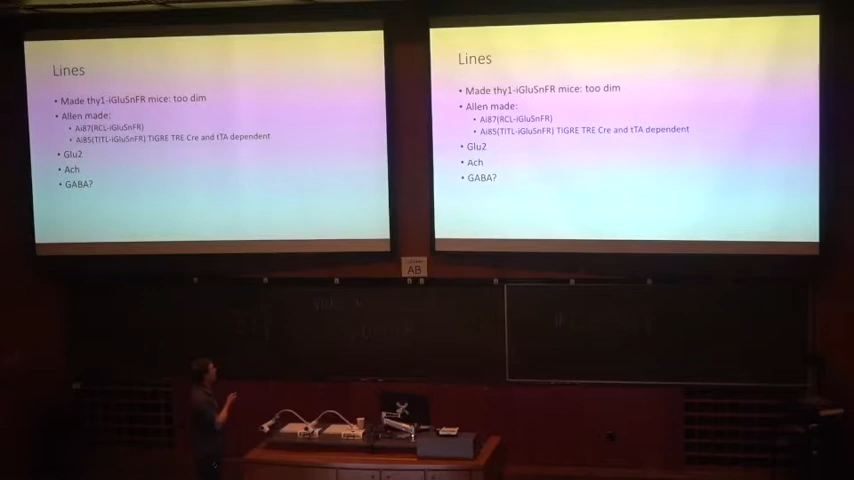 Lines
• Made thy1-iGluSnFR mice: too dim
• Allen made:
• Ai87(RCL-iGluSnFR)
• Ai85(TITL-iGluSnFR) TIGRE TRE Cre and tTA dependent
• Glu2
• Ach
• GABA?
Lines
• Made thy1-iGluSnFR mice: too dim
• Allen made:
• Ai87(RCL-iGluSnFR)
• Ai85(TITL-iGluSnFR) TIGRE TRE Cre and tTA dependent
• Glu2
• Ach
• GABA?
AB